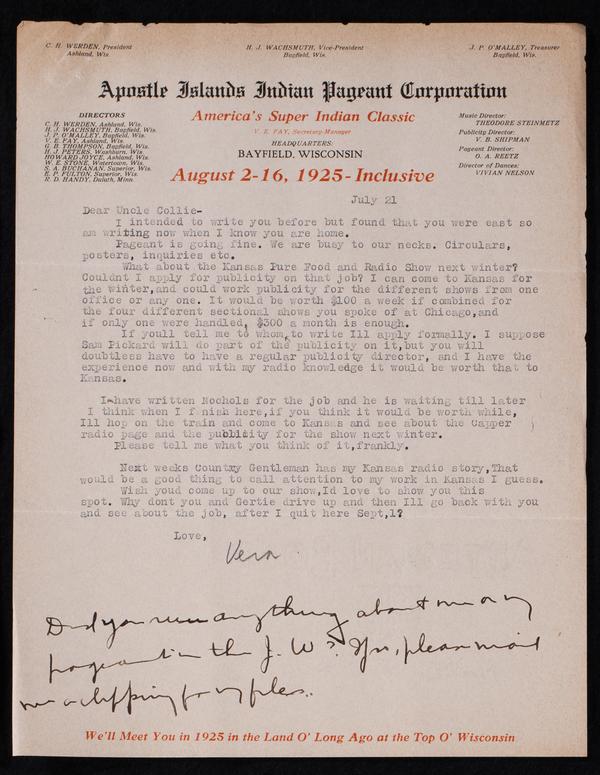 C. H. WERDEN, President
Ashland, Wis.
H. J. WACHSMUTH, Vice-President
Bayfield, Wis.
J. P. O'MALLEY, Treasurer
Bayfield, Wis.
Apostle Islands Indian Pageant Corporation
DIRECTORS
C. H. WERDEN, Ashland, Wis.
H. J. WACHSMUTH, Bayfield, Wis.
J. P. O'MALLEY, Bayfield, Wis.
V. E. FAY, Ashland, Wis.
G. B. THOMPSON, Bayfield, Wis.
H. J. PETERS, Washburn, Wis.
HOWARD JOYCE, Ashland, Wis.
W. E. STONE, Watertown, Wis.
S. A. BUCHANAN, Superior, Wis.
E. P. FULTON, Superior, Wis.
R. D. HANDY, Duluth, Minn.
America's Super Indian Classic
V. E. FAY, Secretary-Manager
HEADQUARTERS:
BAYFIELD, WISCONSIN
August 2-16, 1925-Inclusive
Music Director:
THEODORE STEINMETZ
Publicity Director:
V. B. SHIPMAN
Pageant Director:
O. A. REETZ
Director of Dances:
VIVIAN NELSON
July 21
Dear Uncle Collie-
I intended to write you before but found that you were east so
am writing now when I know you are home.
Pageant is going fine. We are busy to our necks. Circulars,
posters, inquiries etc.
What about the Kansas Pure Food and Radio Show next winter?
Couldnt I apply for publicity on that job? I can come to Kansas for
the winter,and could work publicity for the different shows from one
office or any one. It would be worth $100 a week if combined for
the four different sectional shows you spoke of at Chicago,and
if only one were handled, $300 a month is enough.
If youll tell me to whom to write Ill apply formally. I suppose
Sam Pickard will do part of the publicity on it,but you will
doubtless have to have a regular publicity director, and I have the
experience now and with my radio knowledge it would be worth that to
Kansas.
I-have written Nochols for the job and he is waiting till later
I think when I f nish here,if you think it would be worth while,
Ill hop on the train and come to Kansas and see about the Capper
radio page and the publicity for the show next winter.
Please tell me what you think of it,frankly.
Next weeks Country Gentleman has my Kansas radio story,That
would be a good thing to call attention to my work in Kansas I guess.
Wish youd come up to our show,Id love to show you this
spot. Why dont you and Gertie drive up and then Ill go back with you
and see about the job, after I quit here Sept,1?
Love,
Vera
Did you run anything about me or my
pageant in the J. W? If so, please mail
me a clipping for my files..
We'll Meet You in 1925 in the Land O' Long Ago at the Top O' Wisconsin